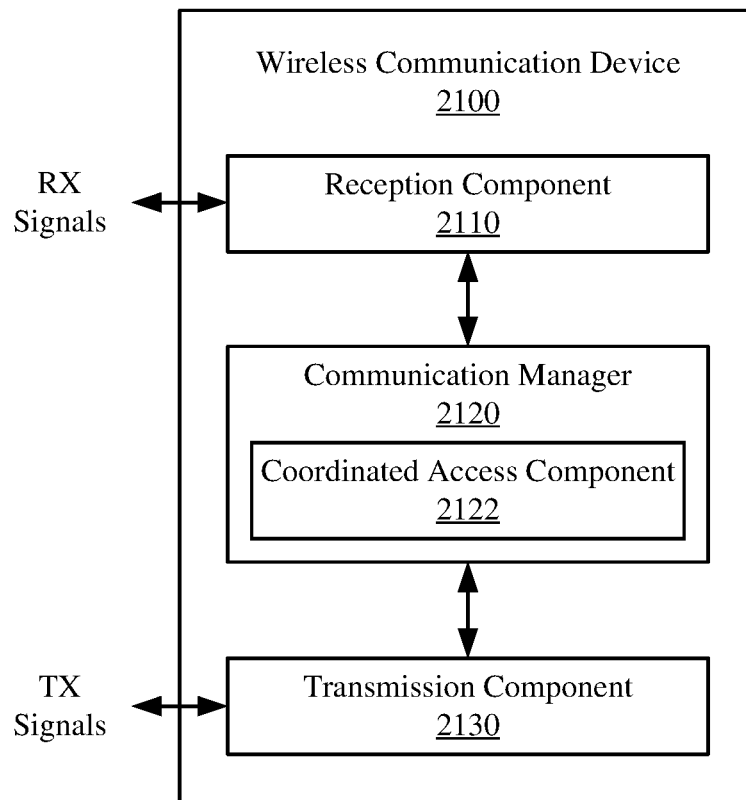 Wireless Communication Device
2100
RX
Signals
Reception Component
2110
Communication Manager
2120
Coordinated Access Component
2122
TX
Signals
Transmission Component
2130